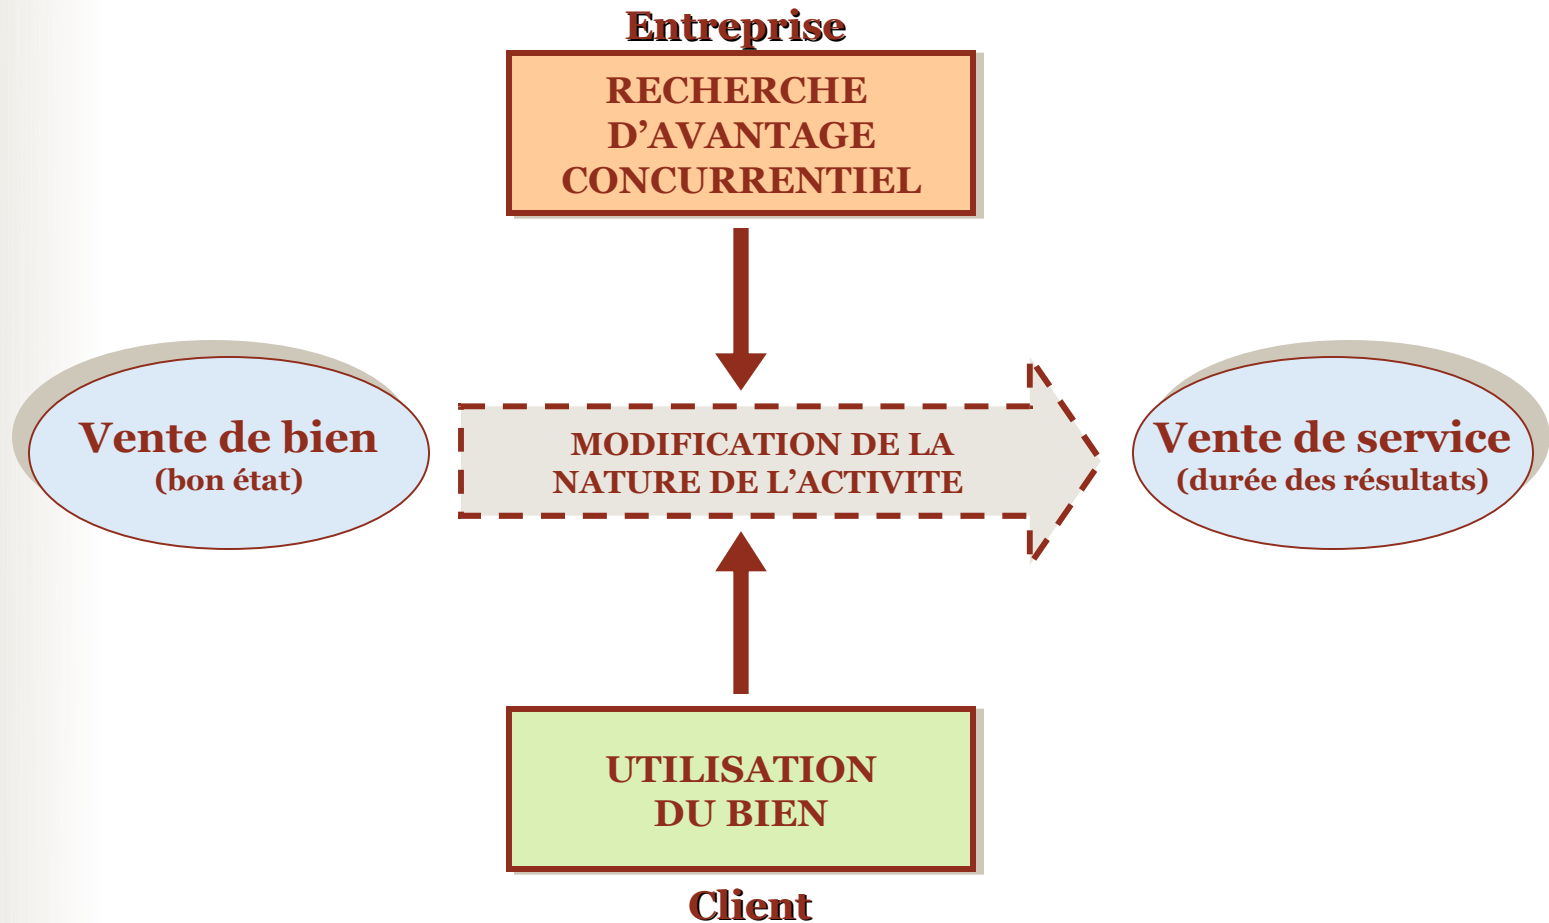 Entreprise
RECHERCHE
D’AVANTAGE
CONCURRENTIEL
Vente de bien
(bon état)
MODIFICATION DE LA
NATURE DE L’ACTIVITE
Vente de service
(durée des résultats)
UTILISATION
DU BIEN
Client